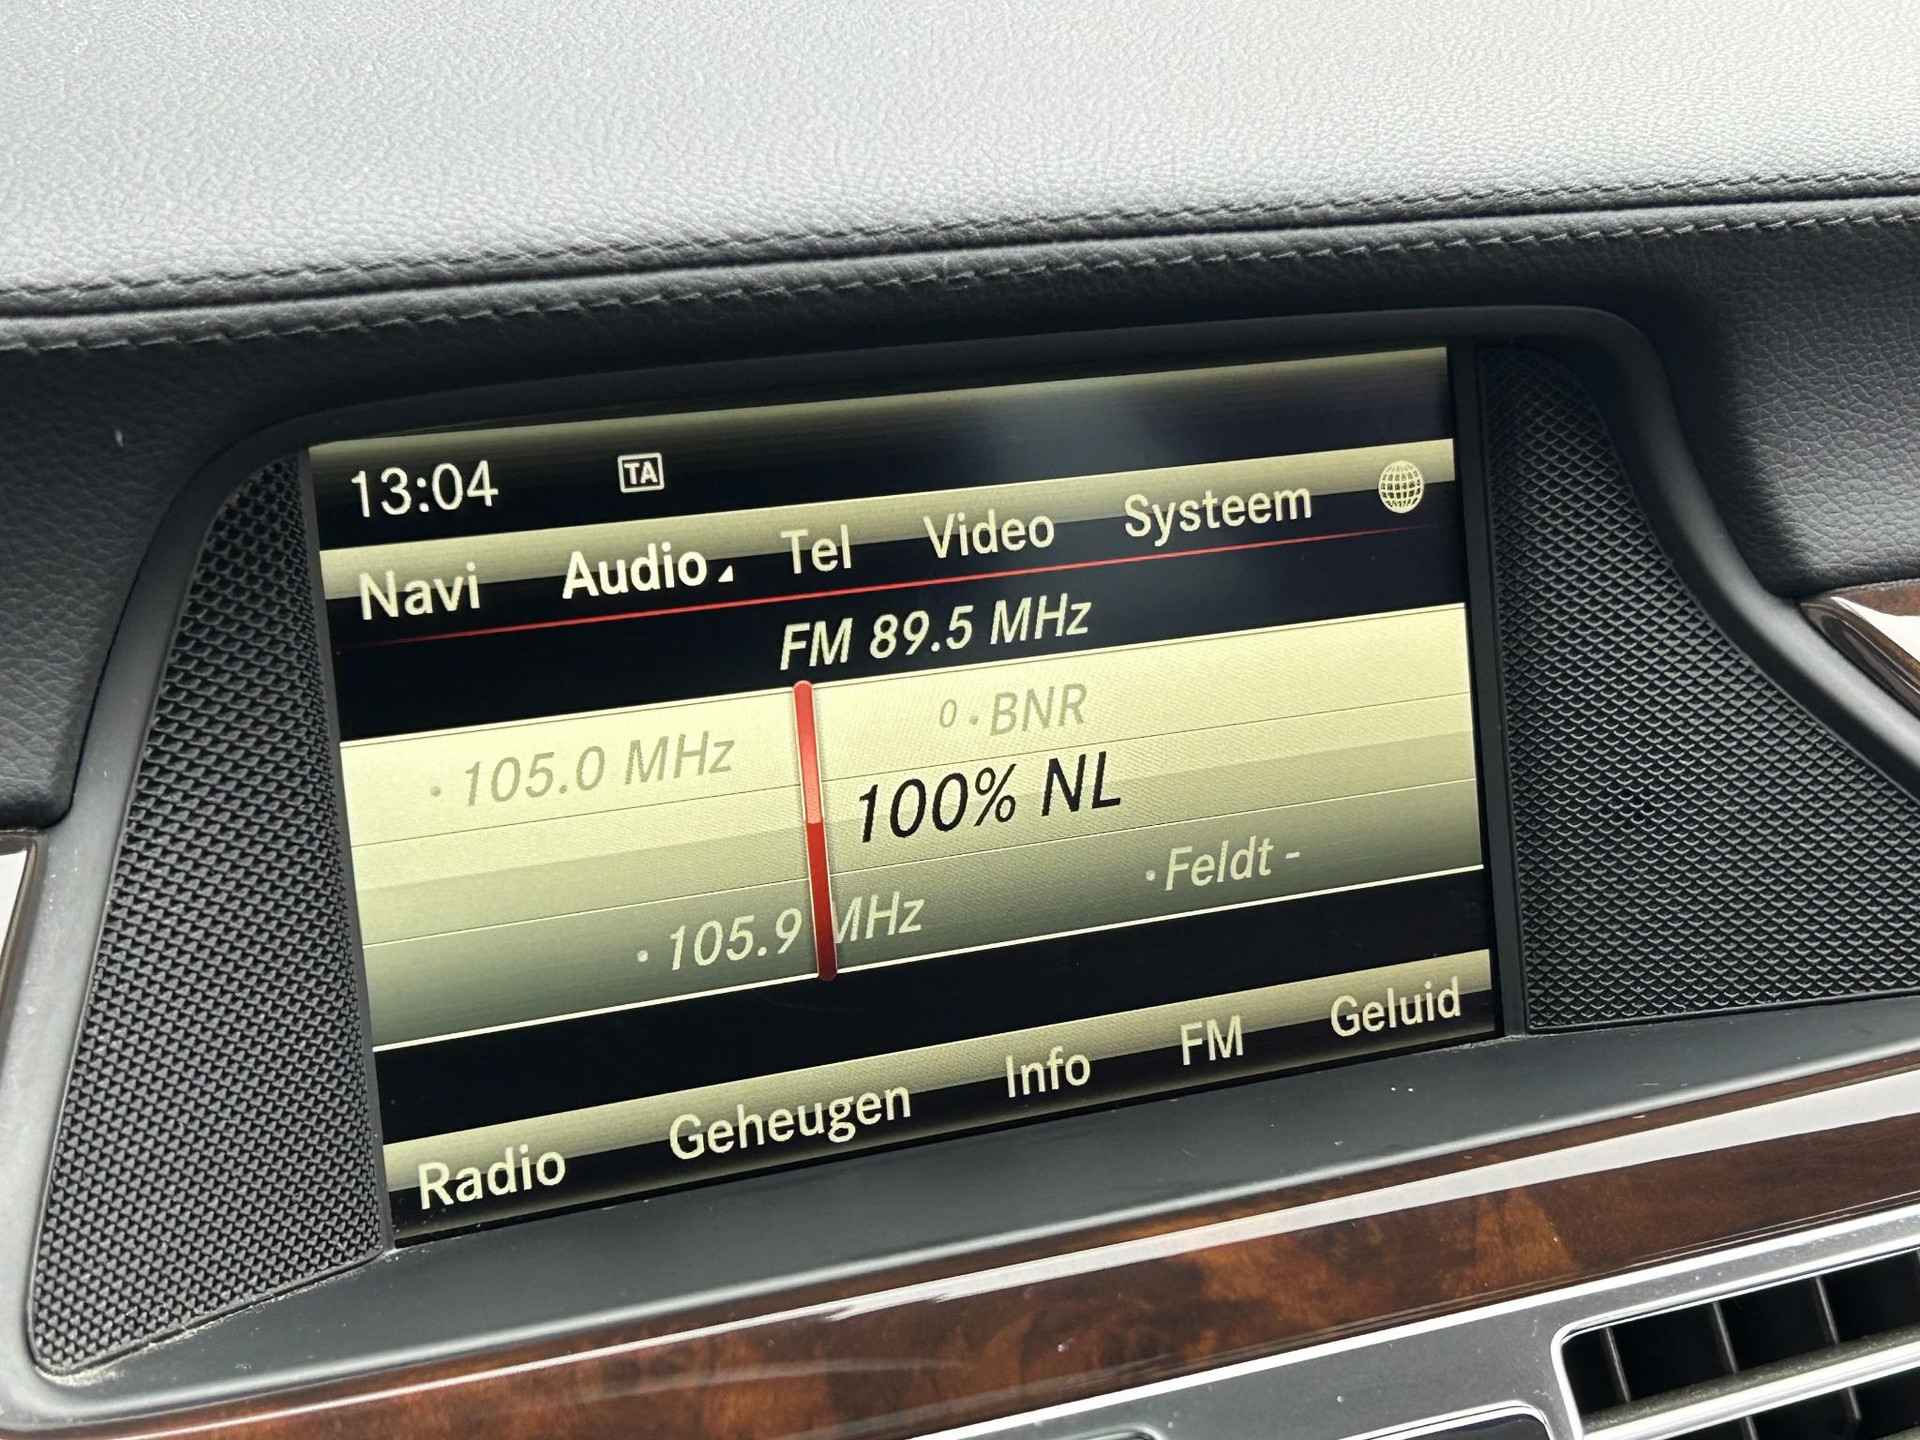 13:04 TA
Navi Audio Tel Video Systeem
FM 89.5 MHz
0 · BNR
· 105.0 MHz
100% NL
· Feldt -
· 105.9 MHz
Radio Geheugen Info FM Geluid